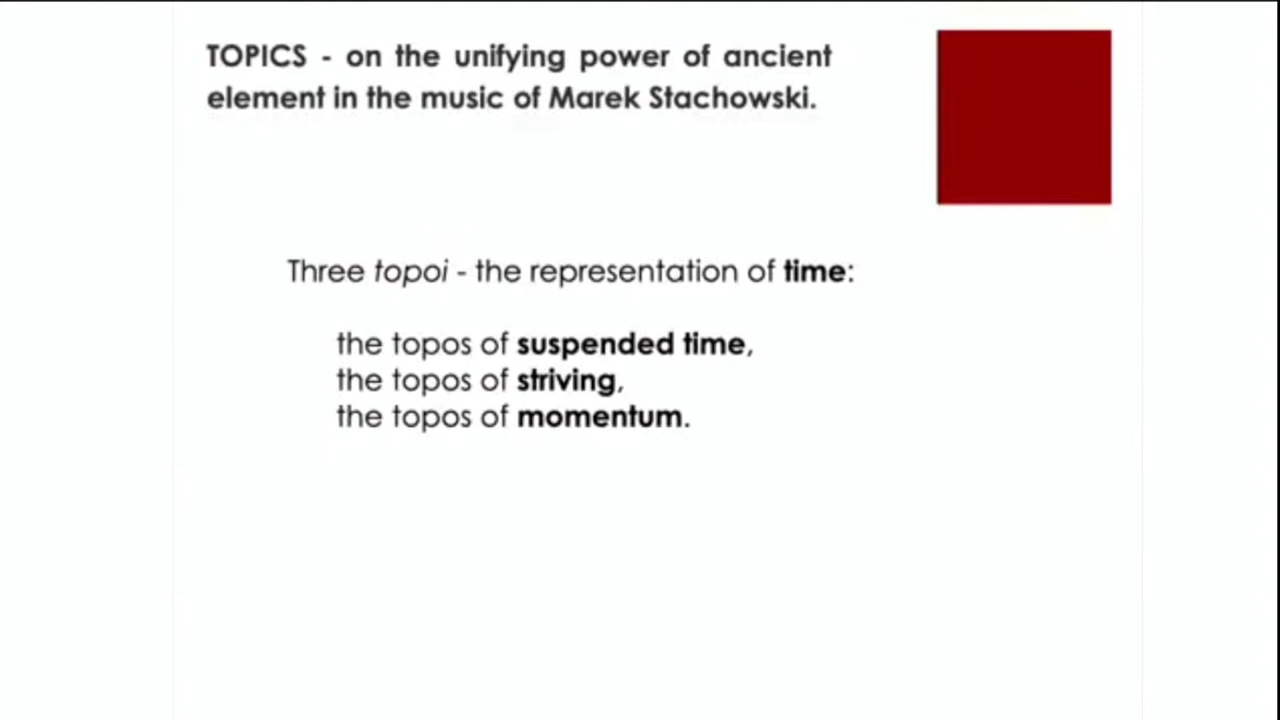 TOPICS - on the unifying power of ancient
element in the music of Marek Stachowski.
Three topoi - the representation of time:
the topos of suspended time,
the topos of striving,
the topos of momentum.